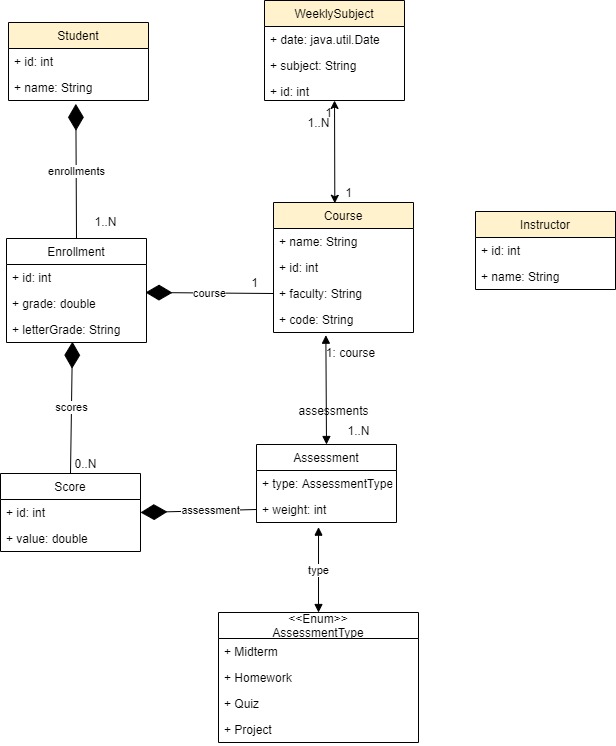 WeeklySubject
+ date: java.util.Date
+ subject: String
+ id: int
Student
+ id: int
+ name: String
1
1..N
enrollments
1..N
1
Course
+ name: String
+ id: int
+ faculty: String
+ code: String
Instructor
+ id: int
+ name: String
Enrollment
+ id: int
+ grade: double
+ letterGrade: String
course
1
1: course
scores
0..N
assessments
1..N
Assessment
+ type: AssessmentType
+ weight: int
Score
+ id: int
+ value: double
assessment
type
<<Enum>>
AssessmentType
+ Midterm
+ Homework
+ Quiz
+ Project